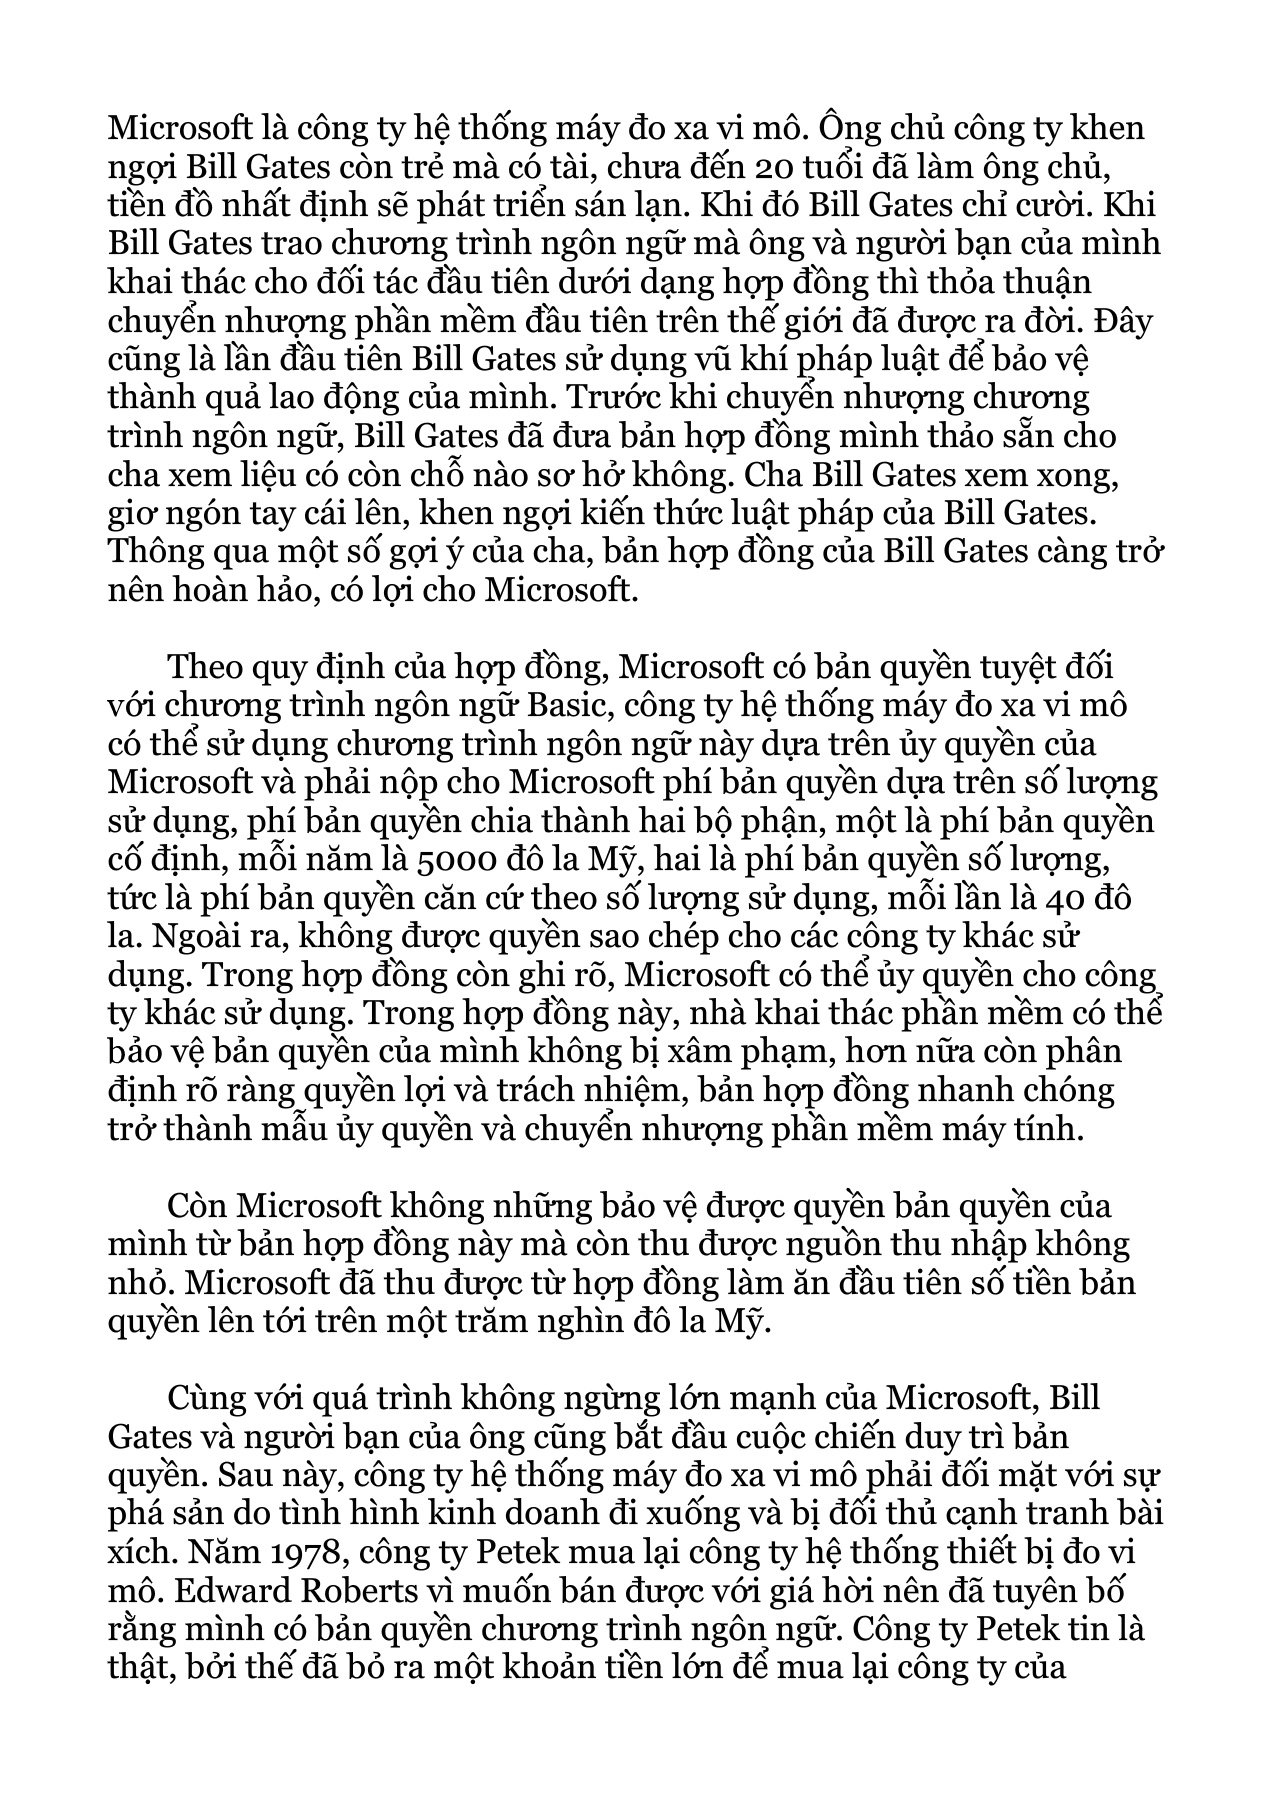 Microsoft là công ty hệ thống máy đo xa vi mô. Ông chủ công ty khen
ngợi Bill Gates còn trẻ mà có tài, chưa đến 20 tuổi đã làm ông chủ,
tiền đồ nhất định sẽ phát triển sán lạn. Khi đó Bill Gates chỉ cười. Khi
Bill Gates trao chương trình ngôn ngữ mà ông và người bạn của mình
khai thác cho đối tác đầu tiên dưới dạng hợp đồng thì thỏa thuận
chuyển nhượng phần mềm đầu tiên trên thế giới đã được ra đời. Đây
cũng là lần đầu tiên Bill Gates sử dụng vũ khí pháp luật để bảo vệ
thành quả lao động của mình. Trước khi chuyển nhượng chương
trình ngôn ngữ, Bill Gates đã đưa bản hợp đồng mình thảo sẵn cho
cha xem liệu có còn chỗ nào sơ hở không. Cha Bill Gates xem xong,
giơ ngón tay cái lên, khen ngợi kiến thức luật pháp của Bill Gates.
Thông qua một số gợi ý của cha, bản hợp đồng của Bill Gates càng trở
nên hoàn hảo, có lợi cho Microsoft.
Theo quy định của hợp đồng, Microsoft có bản quyền tuyệt đối
với chương trình ngôn ngữ Basic, công ty hệ thống máy đo xa vi mô
có thể sử dụng chương trình ngôn ngữ này dựa trên ủy quyền của
Microsoft và phải nộp cho Microsoft phí bản quyền dựa trên số lượng
sử dụng, phí bản quyền chia thành hai bộ phận, một là phí bản quyền
cố định, mỗi năm là 5000 đô la Mỹ, hai là phí bản quyền số lượng,
tức là phí bản quyền căn cứ theo số lượng sử dụng, mỗi lần là 40 đô
la. Ngoài ra, không được quyền sao chép cho các công ty khác sử
dụng. Trong hợp đồng còn ghi rõ, Microsoft có thể ủy quyền cho công
ty khác sử dụng. Trong hợp đồng này, nhà khai thác phần mềm có thể
bảo vệ bản quyền của mình không bị xâm phạm, hơn nữa còn phân
định rõ ràng quyền lợi và trách nhiệm, bản hợp đồng nhanh chóng
trở thành mẫu ủy quyền và chuyển nhượng phần mềm máy tính.
Còn Microsoft không những bảo vệ được quyền bản quyền của
mình từ bản hợp đồng này mà còn thu được nguồn thu nhập không
nhỏ. Microsoft đã thu được từ hợp đồng làm ăn đầu tiên số tiền bản
quyền lên tới trên một trăm nghìn đô la Mỹ.
Cùng với quá trình không ngừng lớn mạnh của Microsoft, Bill
Gates và người bạn của ông cũng bắt đầu cuộc chiến duy trì bản
quyền. Sau này, công ty hệ thống máy đo xa vi mô phải đối mặt với sự
phá sản do tình hình kinh doanh đi xuống và bị đối thủ cạnh tranh bài
xích. Năm 1978, công ty Petek mua lại công ty hệ thống thiết bị đo vi
mô. Edward Roberts vì muốn bán được với giá hời nên đã tuyên bố
rằng mình có bản quyền chương trình ngôn ngữ. Công ty Petek tin là
thật, bởi thế đã bỏ ra một khoản tiền lớn để mua lại công ty của